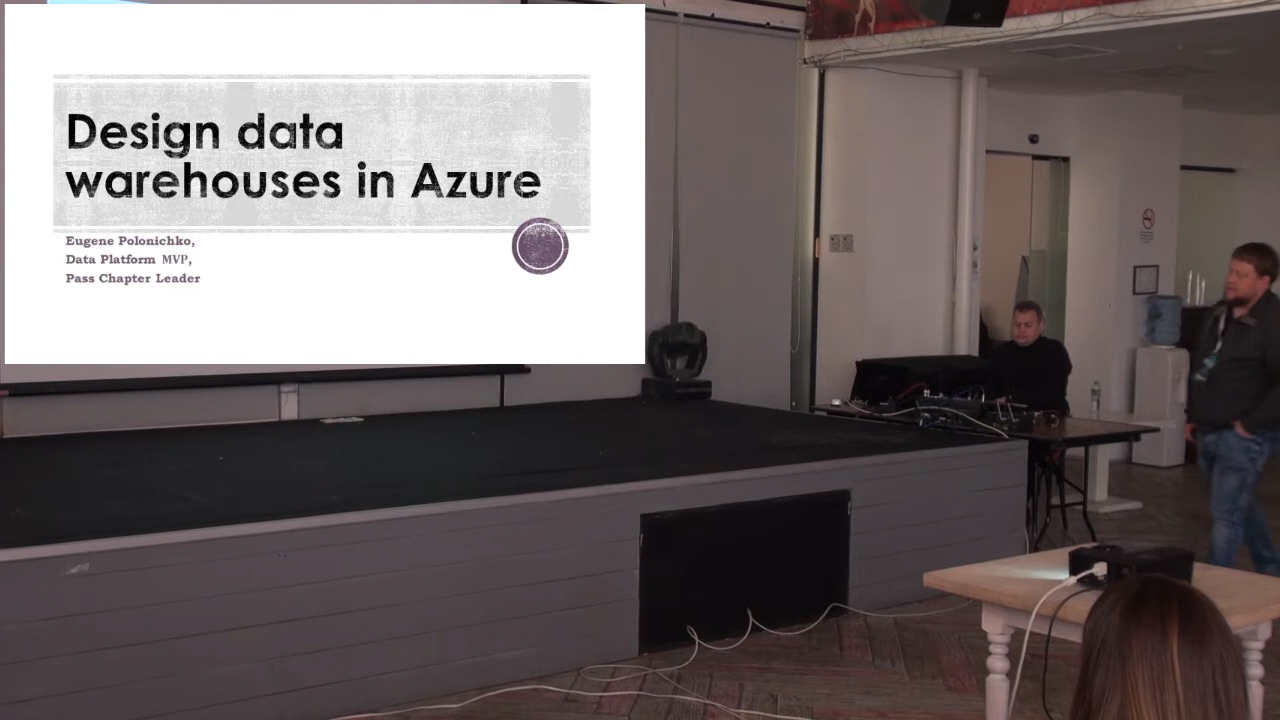 Design data
warehouses in Azure
Eugene Polonichko,
Data Platform MVP,
Pass Chapter Leader